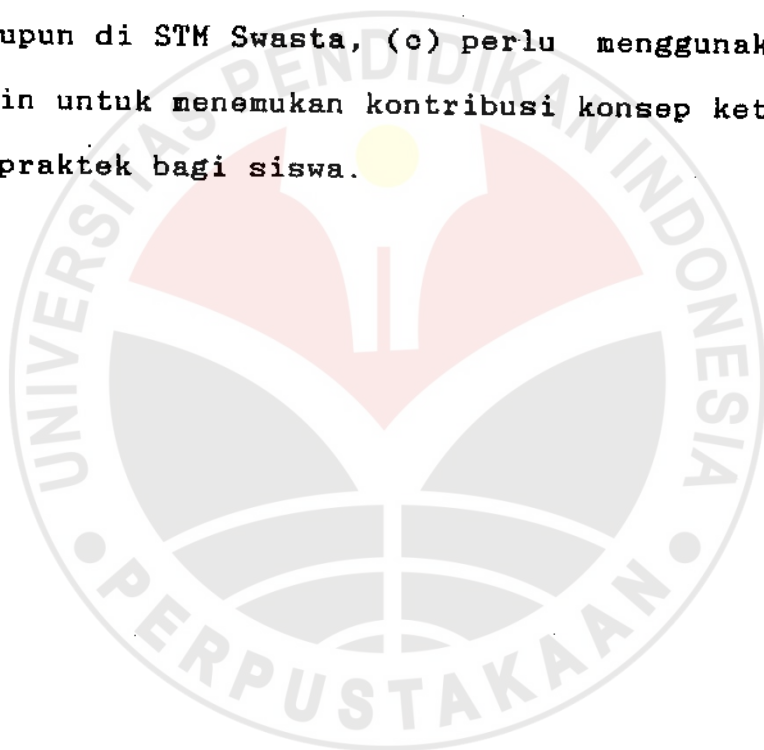 upun di STM Swasta, (c) perlu menggunak
in untuk menemukan kontribusi konsep ket
praktek bagi siswa.
UNIVERSITAS PENDIDIKAN INDONESIA
PERPUSTAKAAN